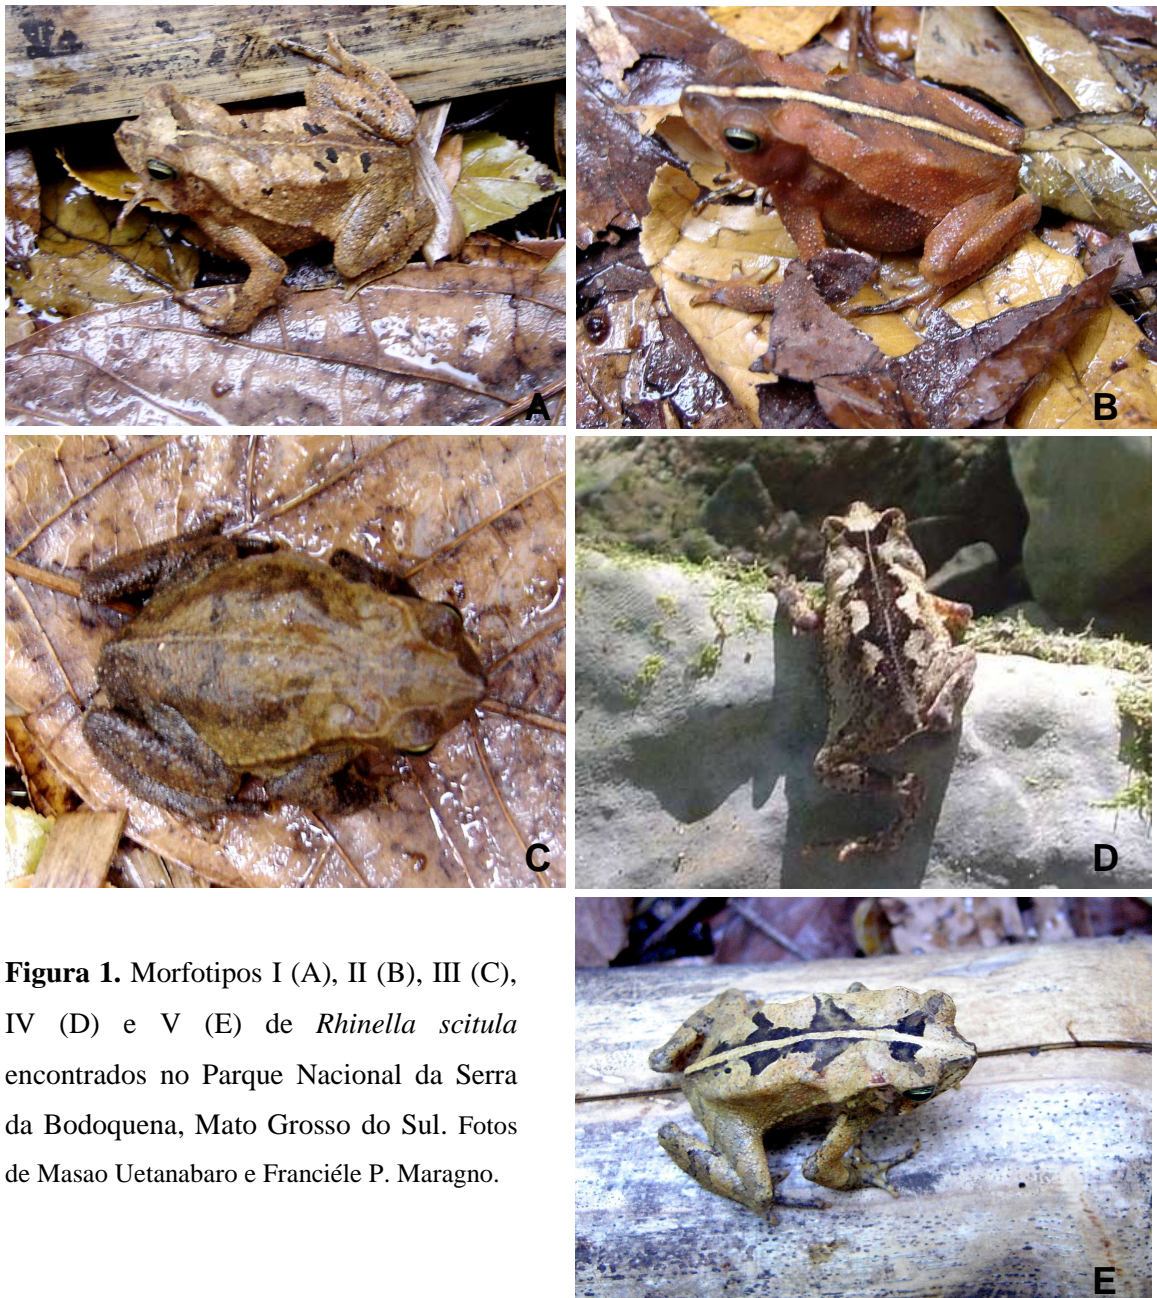 A
B
C
D
Figura 1. Morfotipos I (A), II (B), III (C),
IV (D) e V (E) de Rhinella scitula
encontrados no Parque Nacional da Serra
da Bodoquena, Mato Grosso do Sul. Fotos
de Masao Uetanabaro e Franciéle P. Maragno.
E